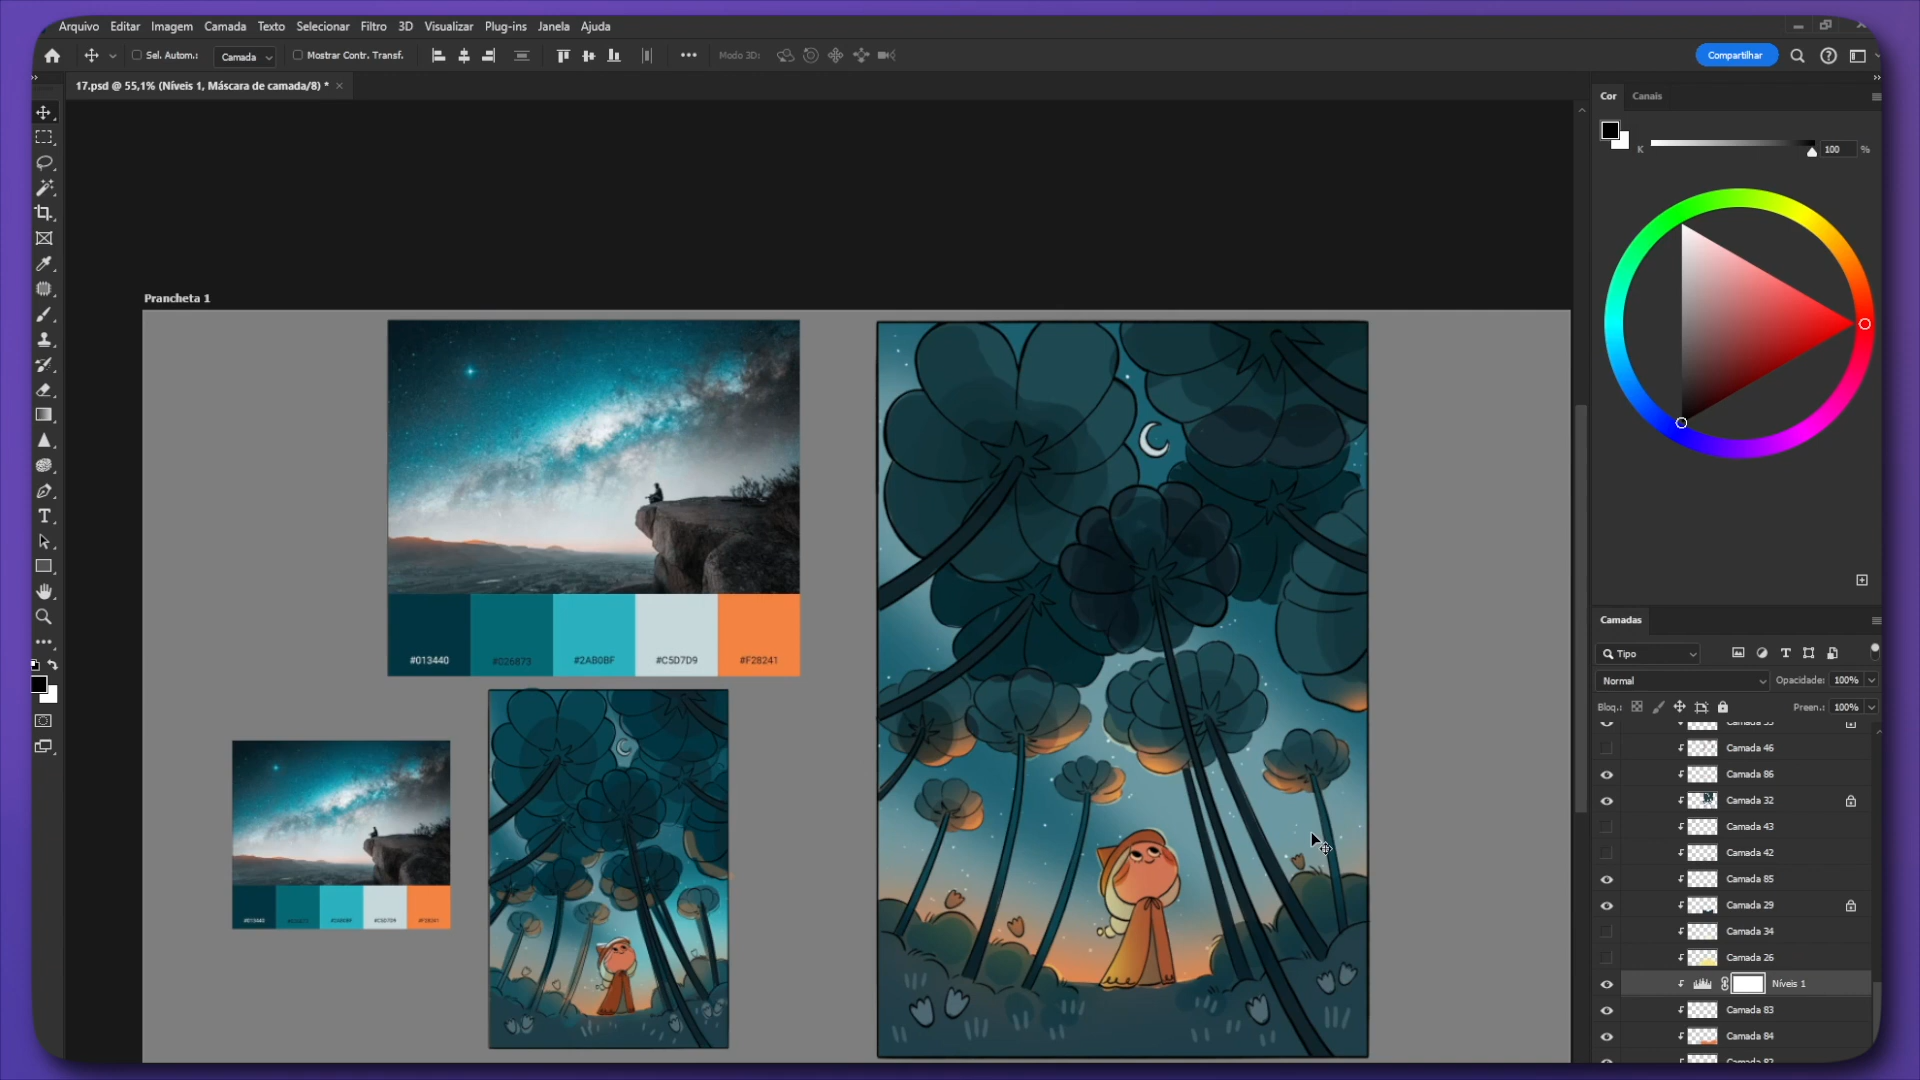 Arquivo Editar Imagem Camada Texto Selecionar Filtro 3D Visualizar Plug-ins Janela Ajuda
Sel. Autom.: Camada Mostrar Contr. Transf. Modo 3D: Compartilhar
17.psd @ 55,1% (Níveis 1, Máscara de camada/8) * ×
Cor Canais
K 100 %
Prancheta 1
#013440 #026873 #2AB0BF #C5D7D9 #F28241
Camadas
Tipo
Normal Opacidade: 100%
Bloq.: Preen.: 100%
Camada 46
Camada 86
Camada 32
Camada 43
Camada 42
Camada 85
Camada 29
Camada 34
Camada 26
Níveis 1
Camada 83
Camada 84